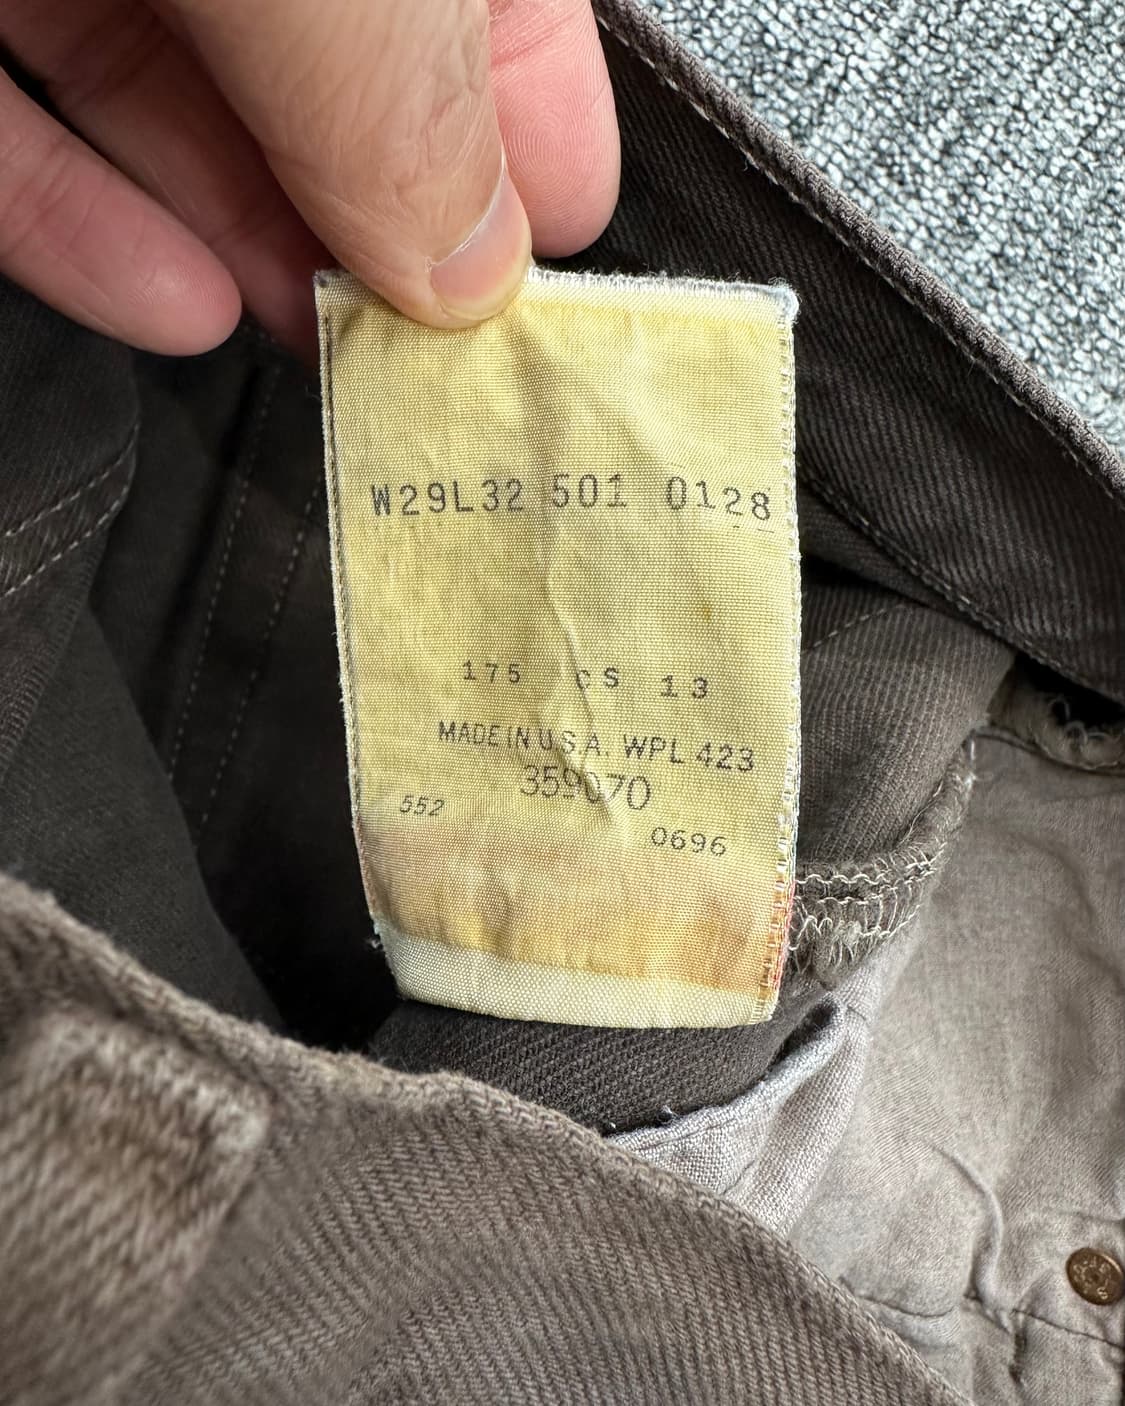 W29L32 501 0128
175 CS 13
MADE IN U.S.A. WPL 423
359070
552
0696